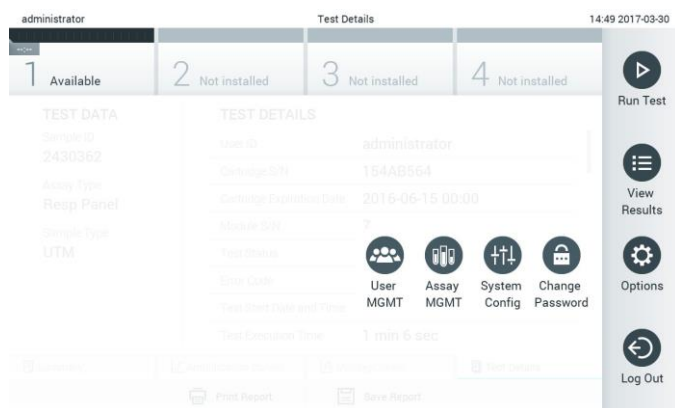 administrator
Test Details
14:49 2017-03-30
1 Available
2 Not installed
3 Not installed
4 Not installed
Run Test
View Results
Options
Log Out
TEST DATA
Sample ID
2430362
Assay Type
Resp Panel
Sample Type
UTM
TEST DETAILS
User ID
administrator
Cartridge S/N
154AB564
Cartridge Expiration Date
2016-06-15 00:00
Module S/N
7
Test Status
Error Code
Test Start Date and Time
Test Execution Time
1 min 6 sec
User MGMT
Assay MGMT
System Config
Change Password
Test Details
Print Report
Save Report